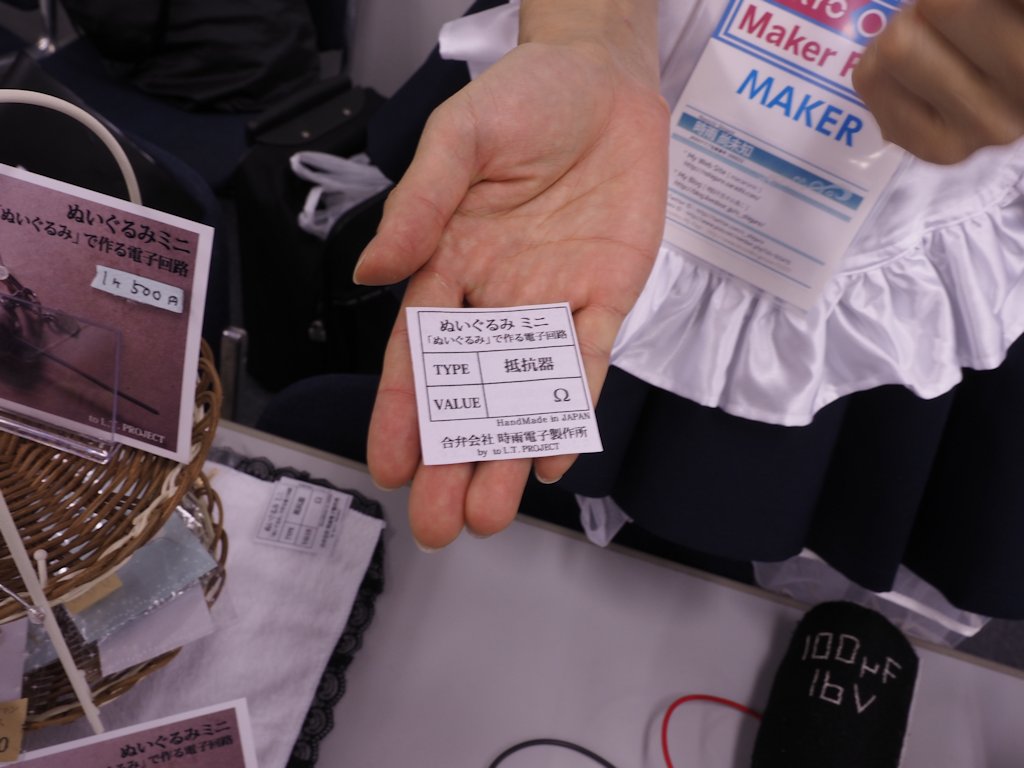 ぬいぐるみミニ
「ぬいぐるみ」で作る電子回路
1ケ 500円
to L.T. PROJECT
ぬいぐるみ ミニ
「ぬいぐるみ」で作る電子回路
TYPE 抵抗器
VALUE Ω
HandMade in JAPAN
合弁会社 時雨電子製作所
by to L.T. PROJECT
Maker F
MAKER
100μF
16V
ぬいぐるみミニ
「ぬいぐるみ」で作る電子回路